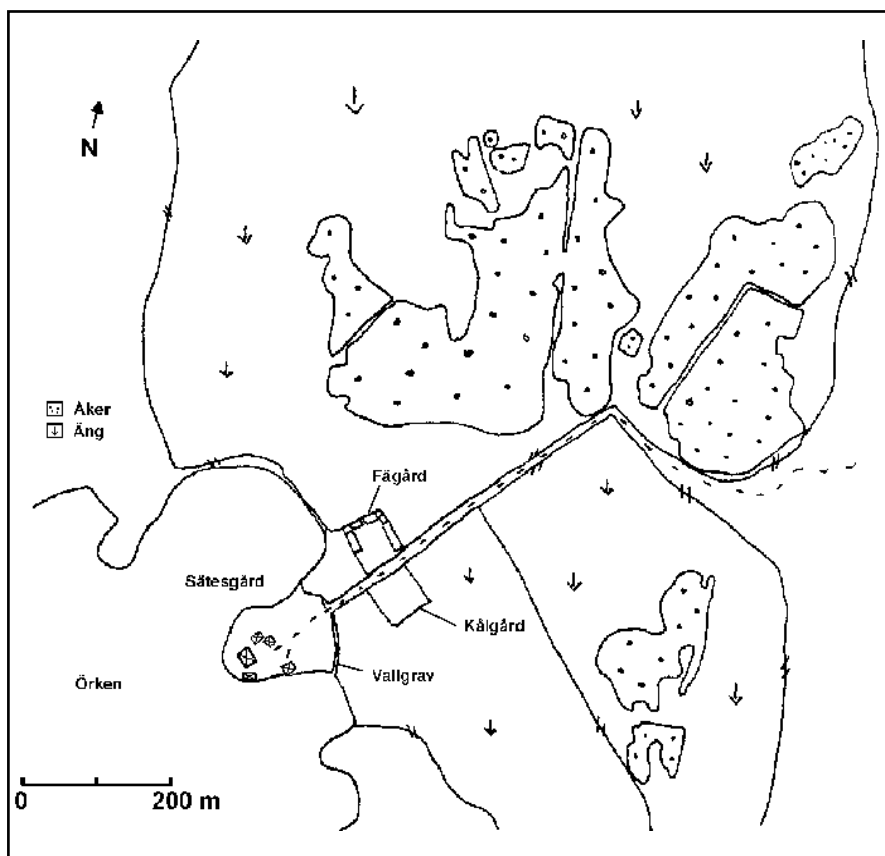 N
Åker
Äng
Fägård
Sätesgård
Kålgård
Vallgrav
Örken
0 200 m